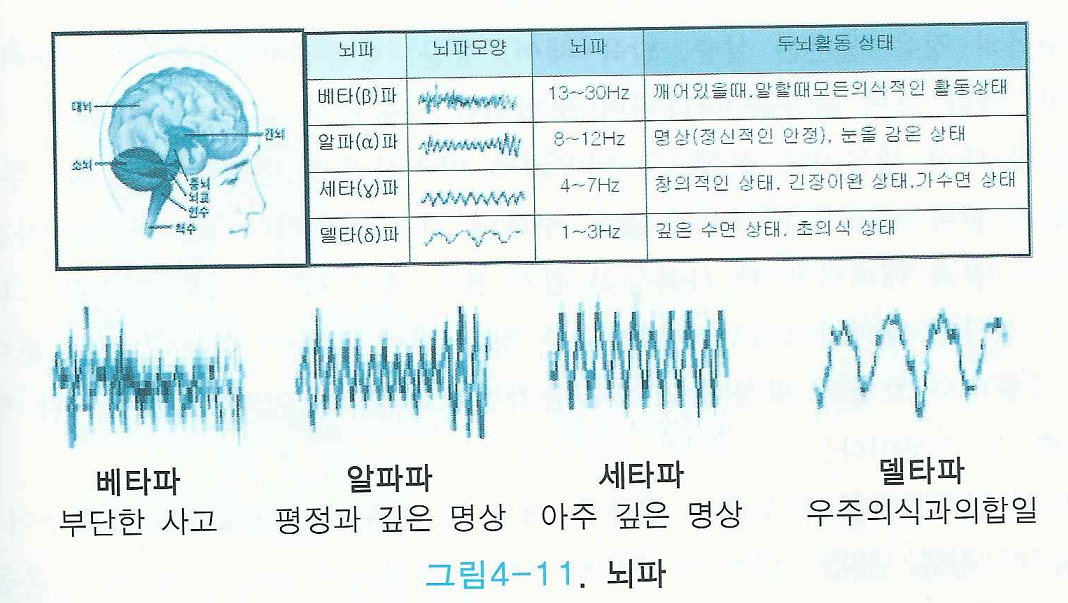 대뇌
간뇌
소뇌
중뇌
뇌교
연수
척수
뇌파 뇌파모양 뇌파 두뇌활동 상태
베타(β)파 13~30Hz 깨어있을때,말할때모든의식적인 활동상태
알파(α)파 8~12Hz 명상(정신적인 안정), 눈을 감은 상태
세타(ɣ)파 4~7Hz 창의적인 상태, 긴장이완 상태,가수면 상태
델타(δ)파 1~3Hz 깊은 수면 상태, 초의식 상태
베타파 알파파 세타파 델타파
부단한 사고 평정과 깊은 명상 아주 깊은 명상 우주의식과의합일
그림4-11. 뇌파